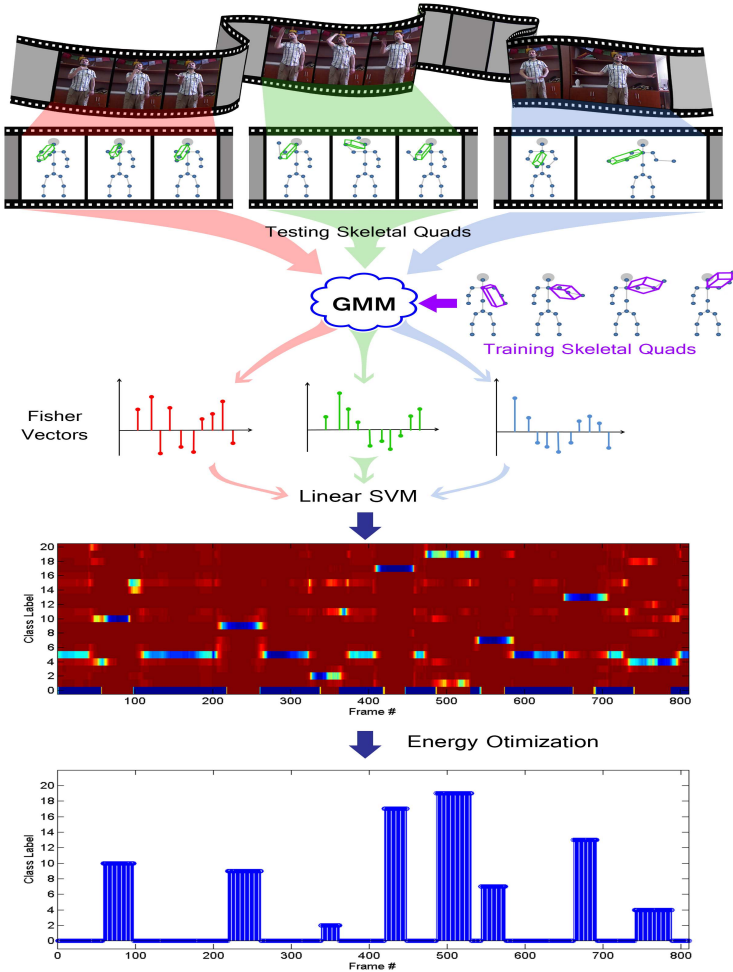 Testing Skeletal Quads
GMM
Training Skeletal Quads
Fisher
Vectors
Linear SVM
Class Label
20
18
16
14
12
10
8
6
4
2
0
0 100 200 300 400 500 600 700 800
Frame #
Energy Otimization
Class Label
20
18
16
14
12
10
8
6
4
2
0
0 100 200 300 400 500 600 700 800
Frame #